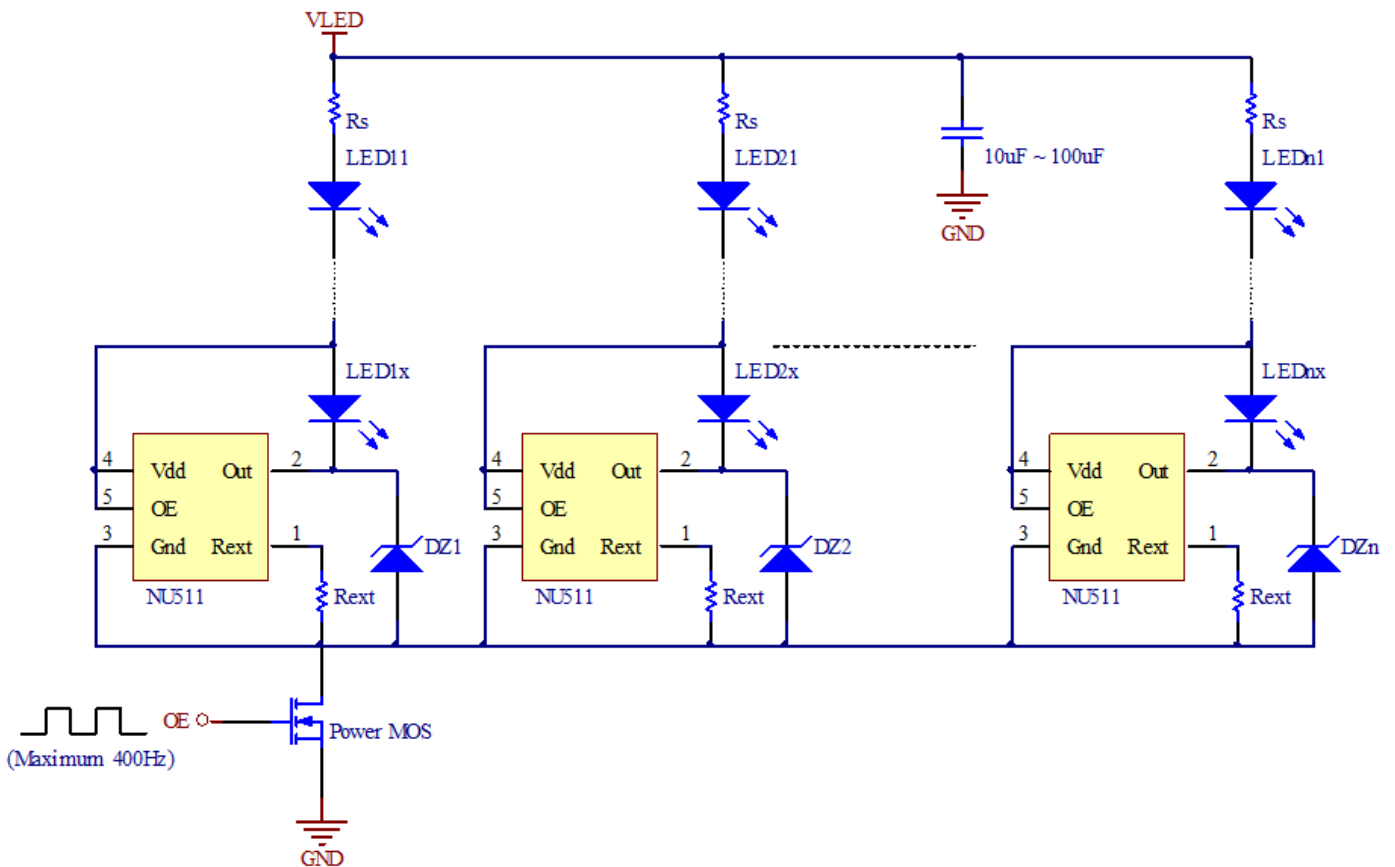 VLED
Rs Rs Rs
LED11 LED21 10uF ~ 100uF LEDn1
GND
LED1x LED2x LEDnx
4 Vdd Out 2 4 Vdd Out 2 4 Vdd Out 2
5 OE 5 OE 5 OE
3 Gnd Rext 1 DZ1 3 Gnd Rext 1 DZ2 3 Gnd Rext 1 DZn
NU511 Rext NU511 Rext NU511 Rext
OE Power MOS
(Maximum 400Hz)
GND